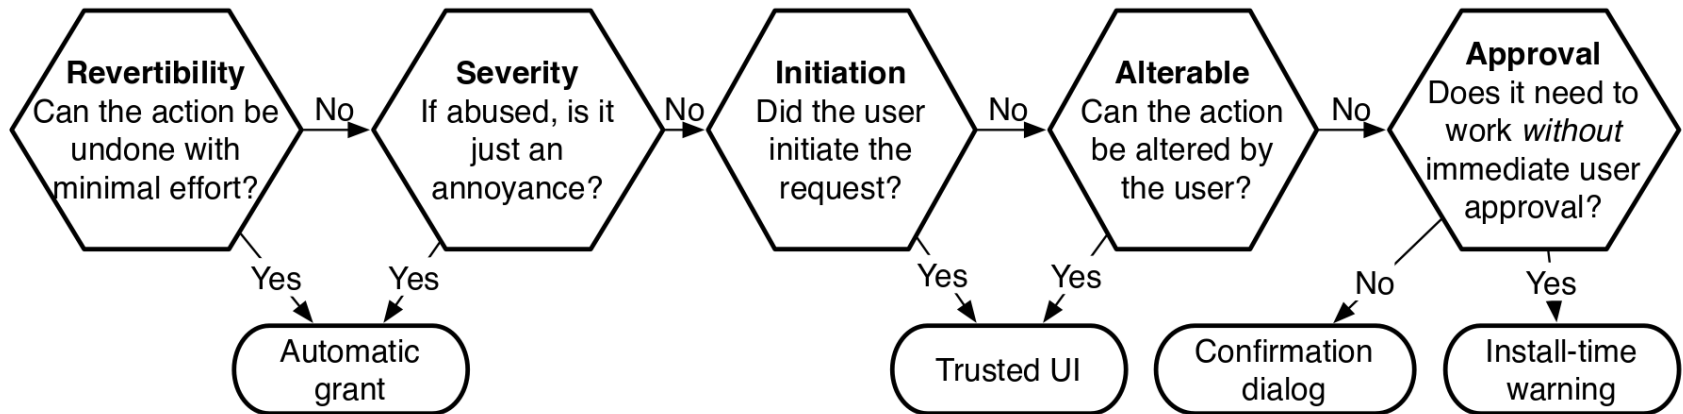 Revertibility
Can the action be
undone with
minimal effort?
No
Severity
If abused, is it
just an
annoyance?
No
Initiation
Did the user
initiate the
request?
No
Alterable
Can the action
be altered by
the user?
No
Approval
Does it need to
work without
immediate user
approval?
Yes
Yes
Yes
Yes
No
Yes
Automatic
grant
Trusted UI
Confirmation
dialog
Install-time
warning